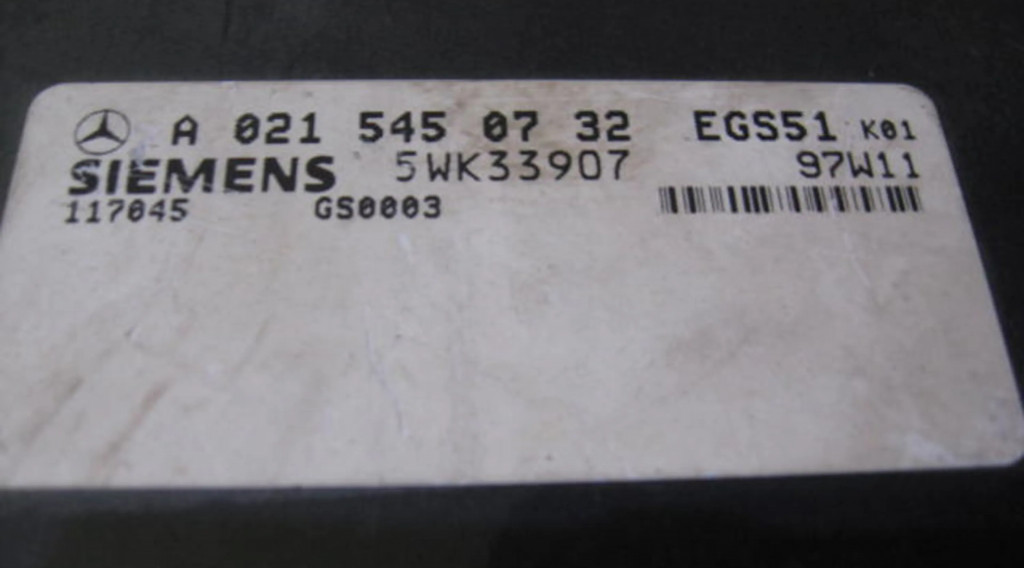 A 021 545 07 32 EGS51 K01
SIEMENS 5WK33907 97W11
117045 GS0003